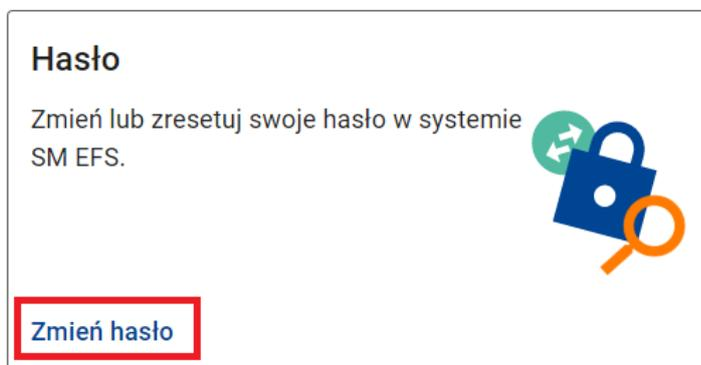 Hasło
Zmień lub zresetuj swoje hasło w systemie
SM EFS.
Zmień hasło